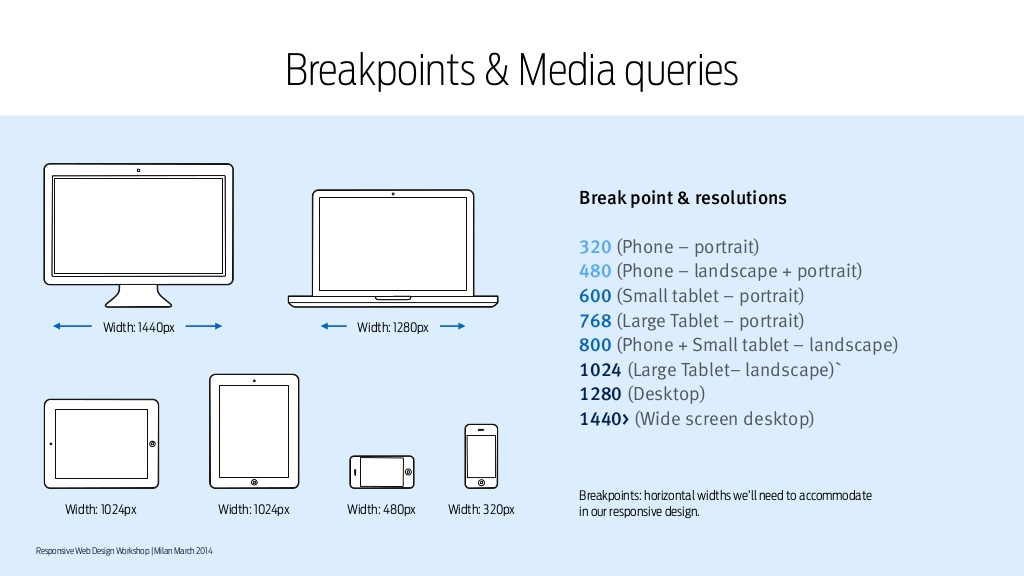 Breakpoints & Media queries
Width: 1440px
Width: 1280px
Width: 1024px
Width: 1024px
Width: 480px
Width: 320px
Break point & resolutions
320 (Phone – portrait)
480 (Phone – landscape + portrait)
600 (Small tablet – portrait)
768 (Large Tablet – portrait)
800 (Phone + Small tablet – landscape)
1024 (Large Tablet– landscape)`
1280 (Desktop)
1440> (Wide screen desktop)
Breakpoints: horizontal widths we'll need to accommodate
in our responsive design.
Responsive Web Design Workshop | Milan March 2014